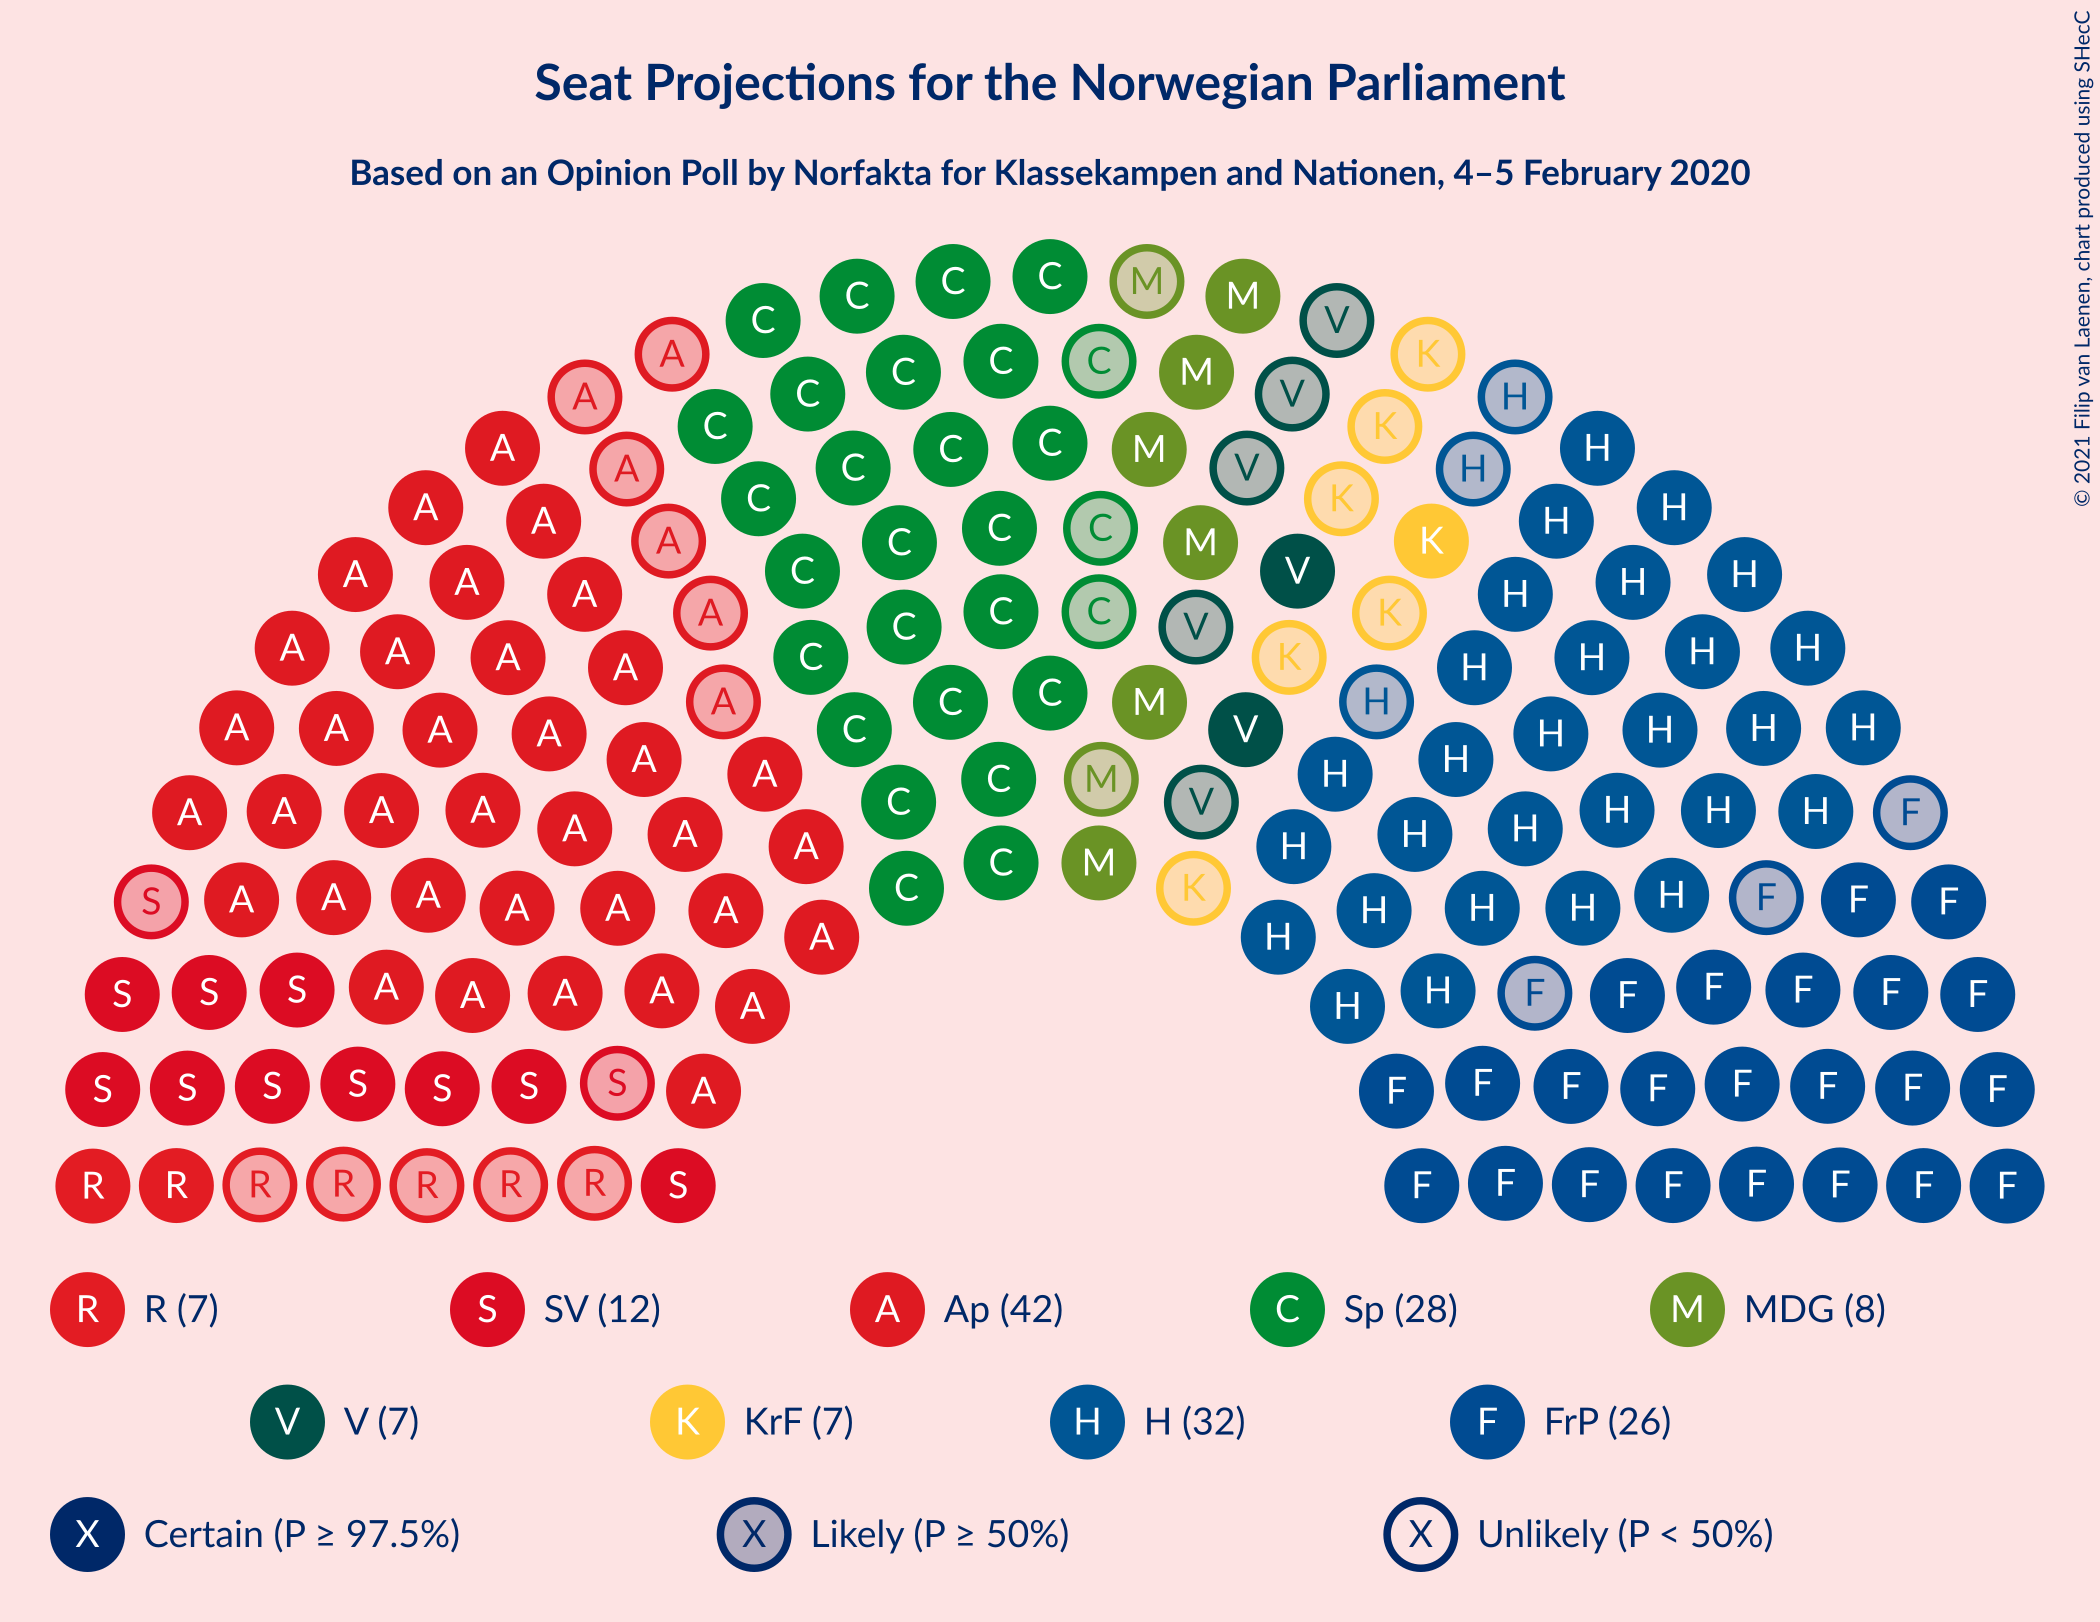 Seat Projections for the Norwegian Parliament
Based on an Opinion Poll by Norfakta for Klassekampen and Nationen, 4–5 February 2020
© 2021 Filip van Laenen, chart produced using SHecC
C C C M M
C V
A C C C M K
A C V H
C K
A C C M H
A C V H
A C K H
A C C H
A C M K
A A C V H H
A H
A C C K
C V
A A A C K H H H
A H
A C C M H
A A A A C V H H H H
A H
A C M H
A A A A C V H H H F
A A H H
A H
C M
S A A A A A A C K H H H H F F F
A H
S S S A A A A A H H F F F F F F
S S S S S S S A F F F F F F F F
R R R R R R R S F F F F F F F F
R R (7) S SV (12) A Ap (42) C Sp (28) M MDG (8)
V V (7) K KrF (7) H H (32) F FrP (26)
X Certain (P ≥ 97.5%) X Likely (P ≥ 50%) X Unlikely (P < 50%)